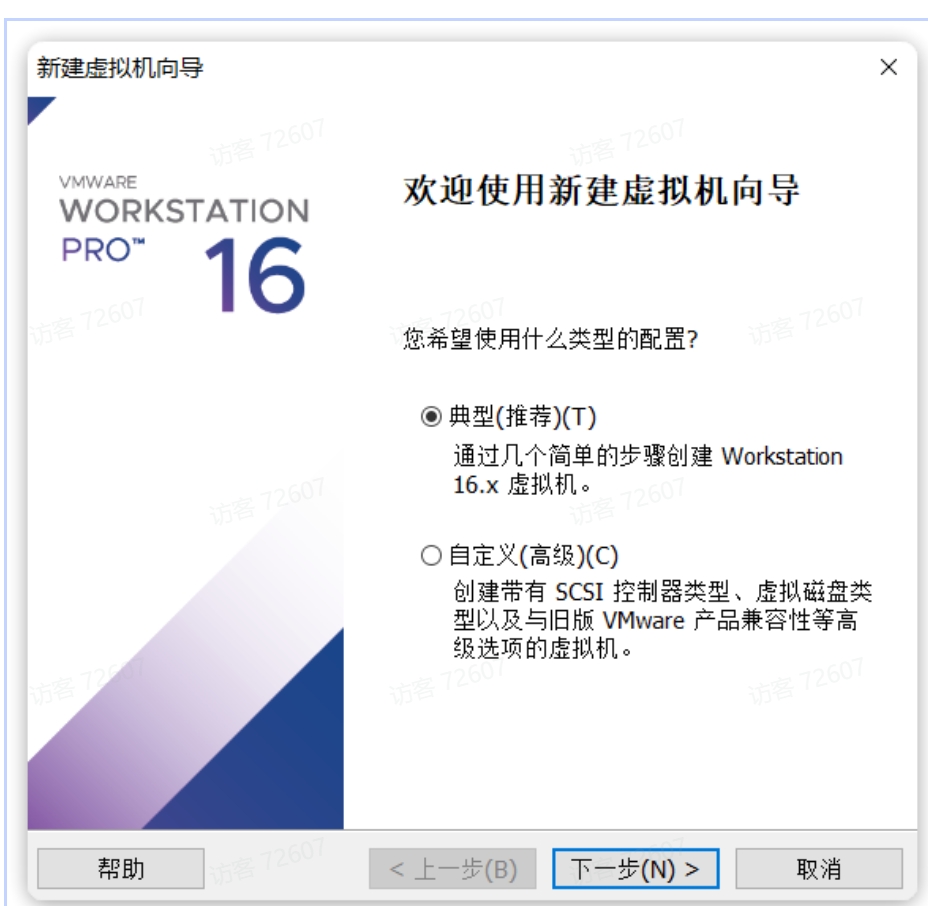 新建虚拟机向导
VMWARE
WORKSTATION
PRO™ 16
欢迎使用新建虚拟机向导
您希望使用什么类型的配置?
典型(推荐)(T)
通过几个简单的步骤创建 Workstation
16.x 虚拟机。
自定义(高级)(C)
创建带有 SCSI 控制器类型、虚拟磁盘类
型以及与旧版 VMware 产品兼容性等高
级选项的虚拟机。
帮助
< 上一步(B)
下一步(N) >
取消
访客 72607
访客 72607
访客 72607
访客 72607
访客 72607
访客 72607
访客 72607
访客 72607
访客 72607
访客 72607
访客 72607